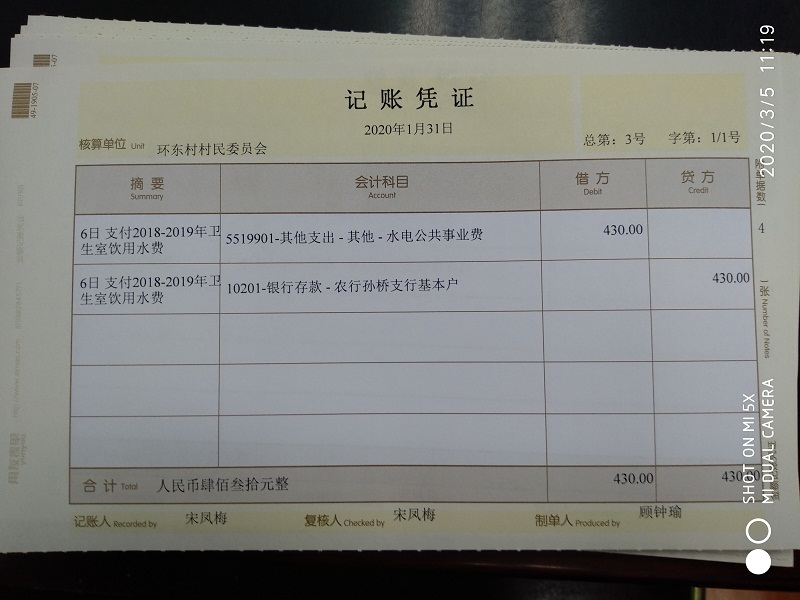 49-1905-07
记账凭证
2020年1月31日
核算单位 Unit 环东村村民委员会
总第：3号 字第：1/1号
摘要 会计科目 借方 贷方
Summary Account Debit Credit
6日 支付2018-2019年卫
生室饮用水费
5519901-其他支出 - 其他 - 水电公共事业费
430.00
6日 支付2018-2019年卫
生室饮用水费
10201-银行存款 - 农行孙桥支行基本户
430.00
合计 Total 人民币肆佰叁拾元整 430.00 430.00
记账人 Recorded by 宋凤梅 复核人 Checked by 宋凤梅 制单人 Produced by 顾钟瑜
4
张
Number of Notes
2020/3/5 11:19
SHOT ON MI 5X
MI DUAL CAMERA